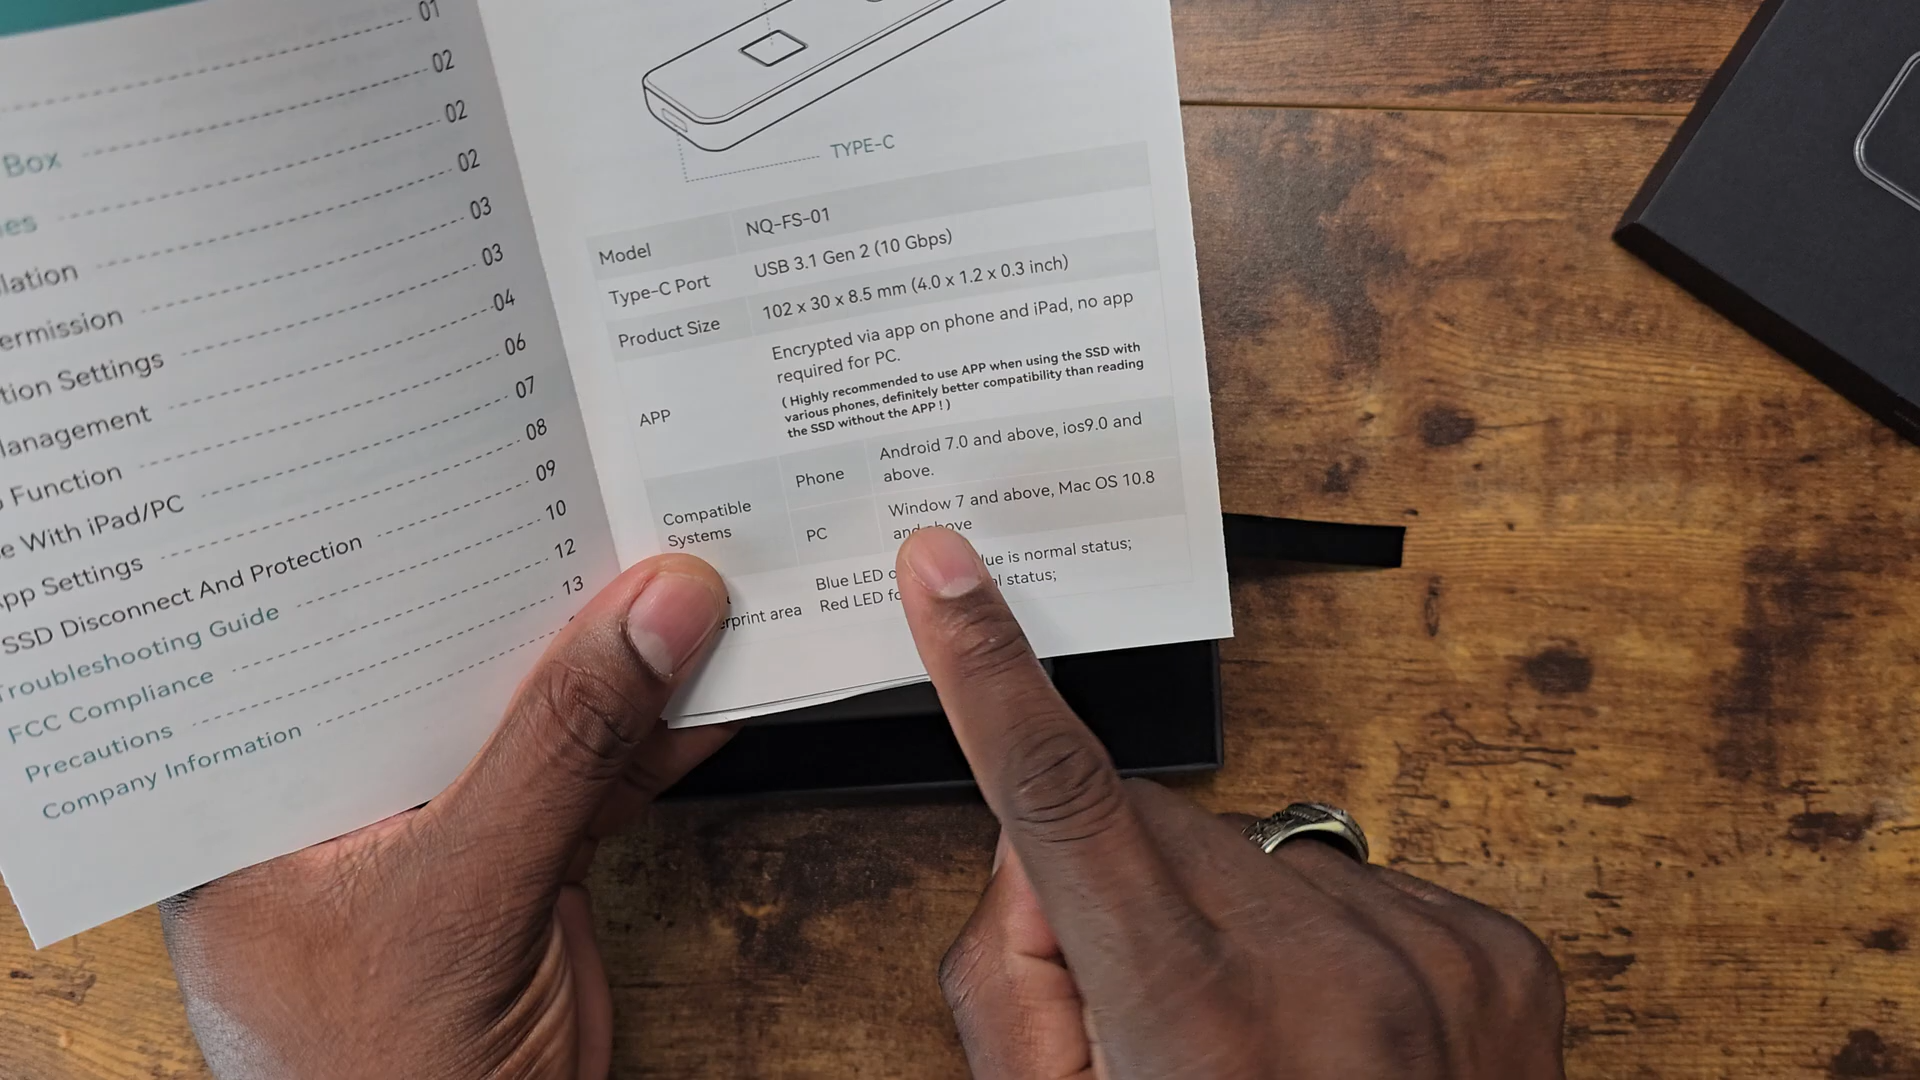 01
02
Box 02
es 02
lation 03
ermission 03
tion Settings 04
anagement 06
Function 07
e With iPad/PC 08
pp Settings 09
SSD Disconnect And Protection 10
Troubleshooting Guide 12
FCC Compliance 13
Precautions
Company Information
TYPE-C
Model NQ-FS-01
Type-C Port USB 3.1 Gen 2 (10 Gbps)
Product Size 102 x 30 x 8.5 mm (4.0 x 1.2 x 0.3 inch)
APP
Encrypted via app on phone and iPad, no app
required for PC.
( Highly recommended to use APP when using the SSD with
various phones, definitely better compatibility than reading
the SSD without the APP ! )
Compatible
Systems
Phone
Android 7.0 and above, ios9.0 and
above.
PC
Window 7 and above, Mac OS 10.8
and above
Blue LED lue is normal status;
erprint area Red LED status;